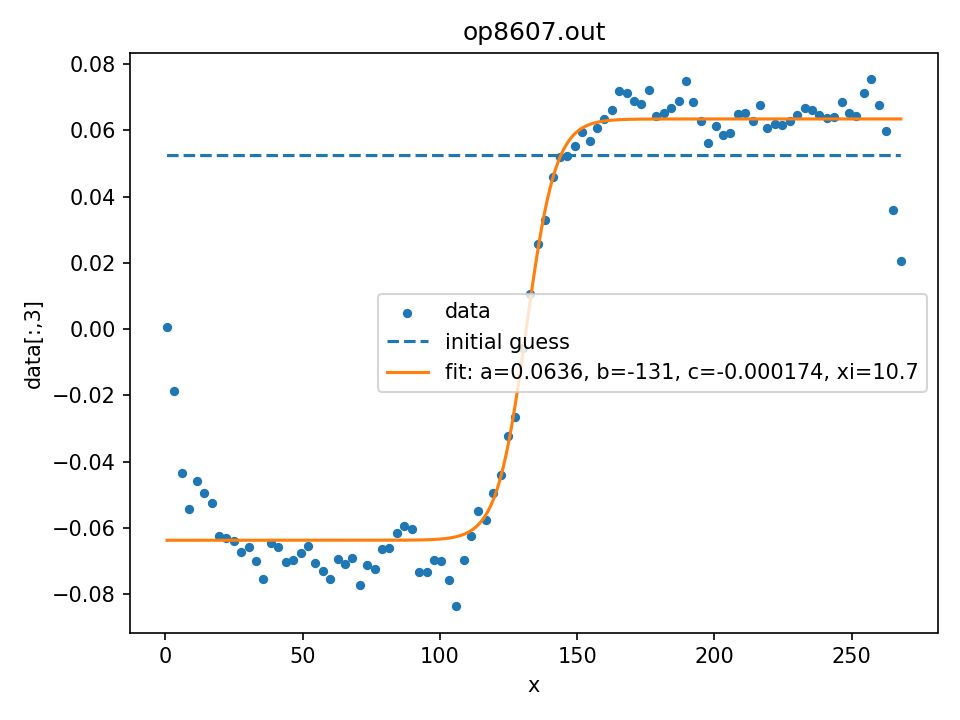 op8607.out
0.08
0.06
0.04
0.02
0.00
−0.02
−0.04
−0.06
−0.08
data[:,3]
data
initial guess
fit: a=0.0636, b=-131, c=-0.000174, xi=10.7
0 50 100 150 200 250
x